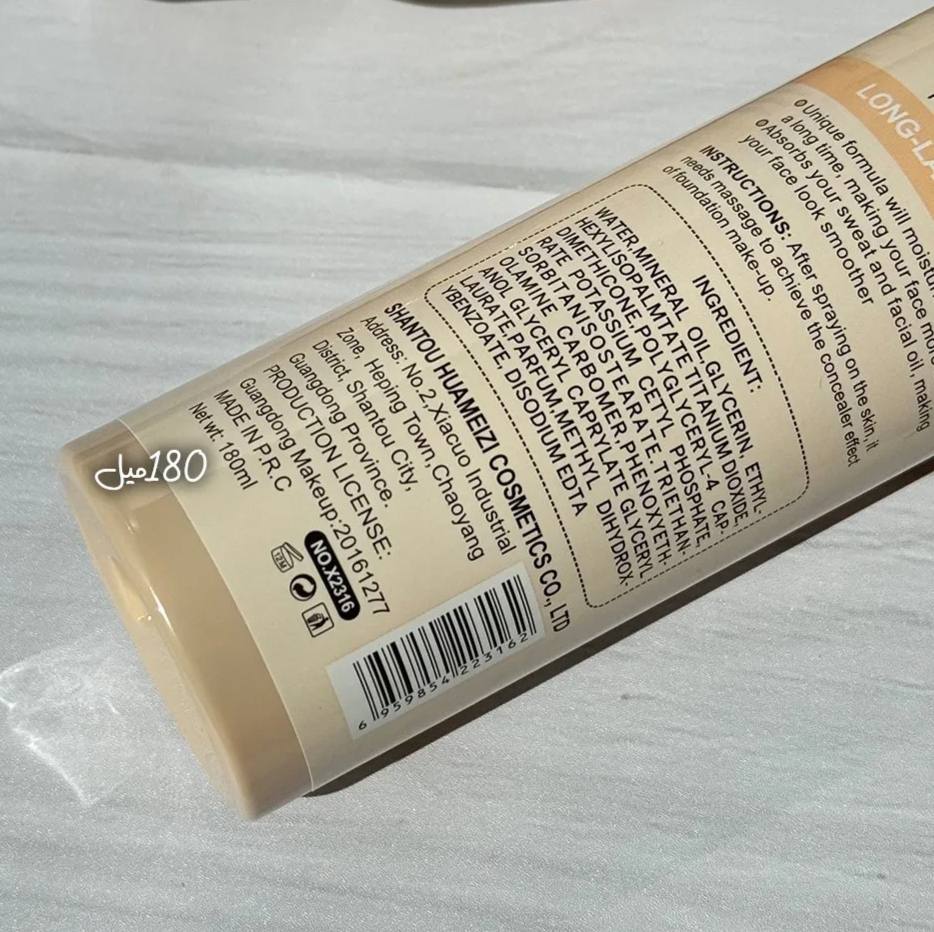 LONG-LA
Unique formula will moistur
a long time, making your face more
Absorbs your sweat and facial oil, making
your face look smoother
INSTRUCTIONS: After spraying on the skin, it
needs massage to achieve the concealer effect
of foundation make-up.
INGREDIENT:
WATER,MINERAL OIL,GLYCERIN, ETHYL-
HEXYLISOPALMTATE,TITANIUM DIOXIDE,
DIMETHICONE,POLYGLYCERYL-4 CAP-
RATE POTASSIUM CETYL PHOSPHATE,
SORBITANISOSTEARATE,TRIETHAN-
OLAMINE CARBOMER,PHENOXYETH-
ANOL GLYCERYL CAPRYLATE GLYCERYL
LAURATE,PARFUM,METHYL DIHYDROX-
YBENZOATE, DISODIUM EDTA
SHANTOU HUAMEIZI COSMETICS CO., LTD
Address: No.2, Xiacuo Industrial
Zone, Heping Town, Chaoyang
District, Shantou City,
Guangdong Province.
PRODUCTION LICENSE:
Guangdong Makeup:20161277
MADE IN P.R.C
Net wt: 180ml
NO.X2316
6 959854 223162
180ميل